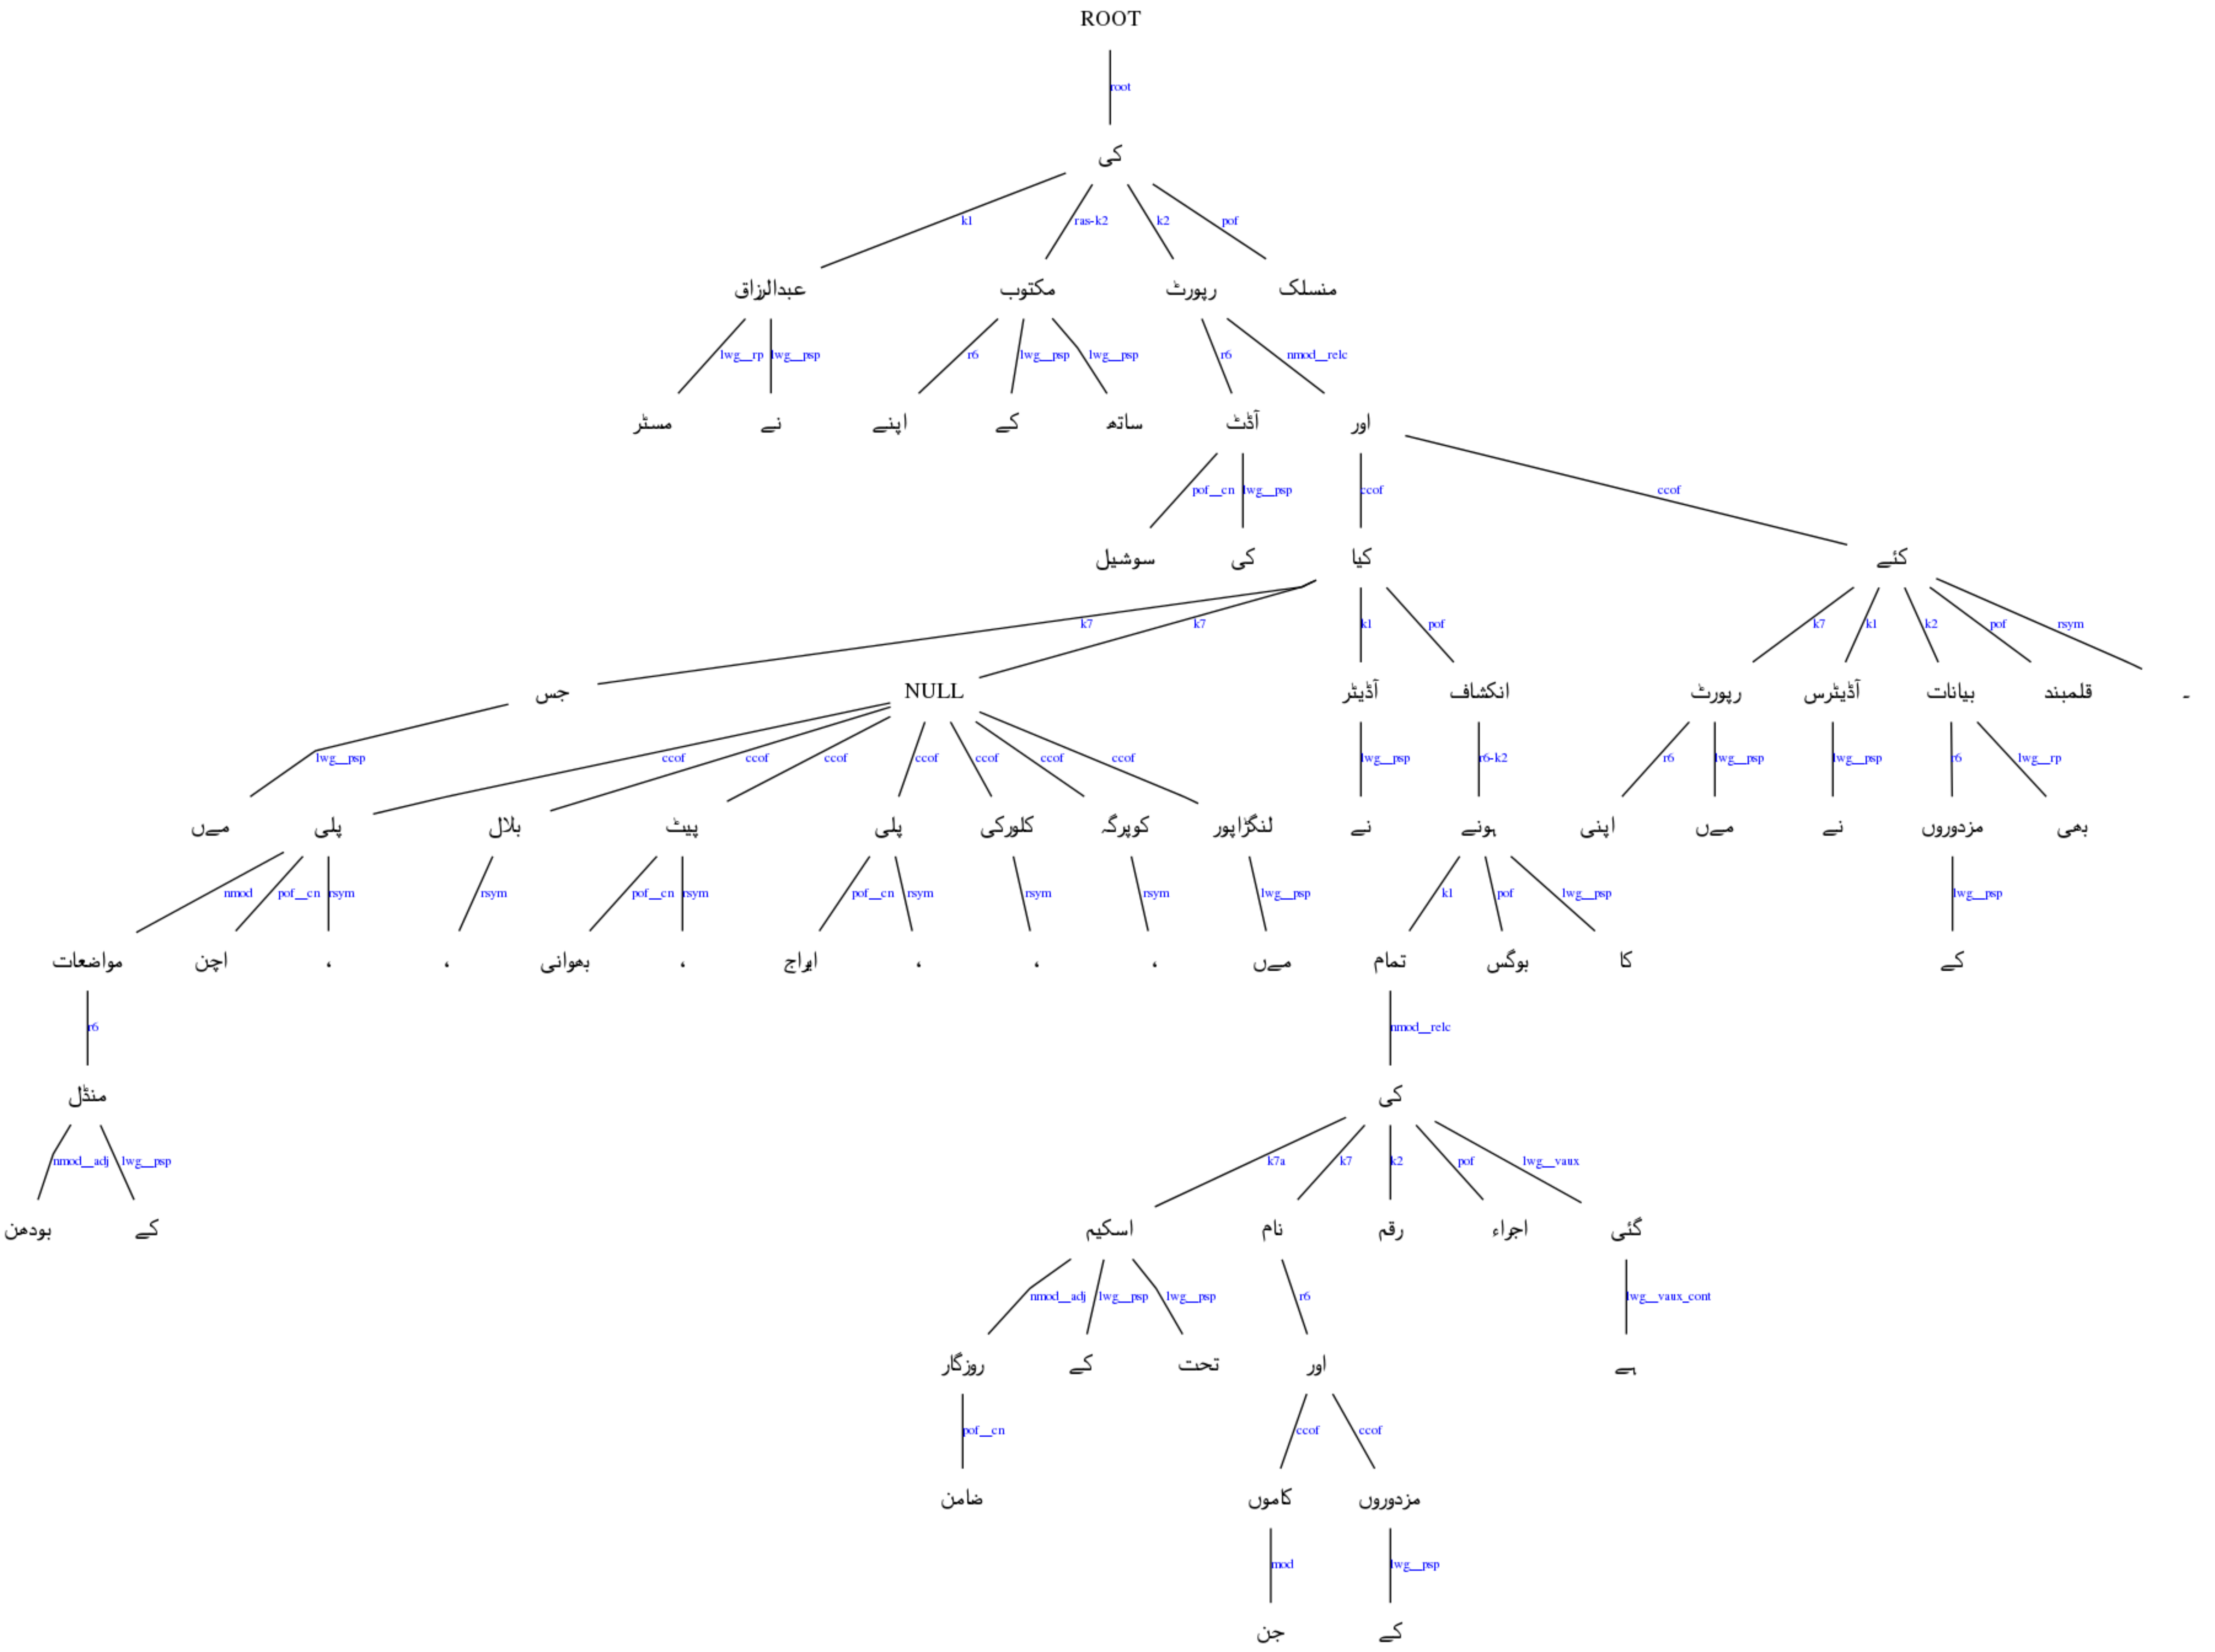 ROOT
root
کی
k1 ras-k2 k2 pof
عبدالرزاق مکتوب رپورٹ منسلک
lwg__rp lwg__psp r6 lwg__psp lwg__psp r6 nmod__relc
مسٹر نے اپنے کے ساتھ آڈٹ اور
pof__cn lwg__psp ccof ccof
سوشیل کی کیا کئے
k7 k7 k1 pof k7 k1 k2 pof rsym
جس NULL آڈیٹر انکشاف رپورٹ آڈیٹرس بیانات قلمبند ۔
lwg__psp ccof ccof ccof ccof ccof ccof ccof lwg__psp r6-k2 r6 lwg__psp lwg__psp r6 lwg__rp
مےں پلی بلال پیٹ پلی کلورکی کوپرگہ لنگڑاپور نے ہونے اپنی مےں نے مزدوروں بھی
nmod pof__cn rsym rsym pof__cn rsym pof__cn rsym rsym rsym lwg__psp k1 pof lwg__psp lwg__psp
مواضعات اچن ، ، بھوانی ، ایراج ، ، ، مےں تمام بوگس کا کے
r6 nmod__relc
منڈل کی
nmod__adj lwg__psp k7a k7 k2 pof lwg__vaux
بودھن کے اسکیم نام رقم اجراء گئی
nmod__adj lwg__psp lwg__psp r6 lwg__vaux_cont
روزگار کے تحت اور ہے
pof__cn ccof ccof
ضامن کاموں مزدوروں
mod lwg__psp
جن کے